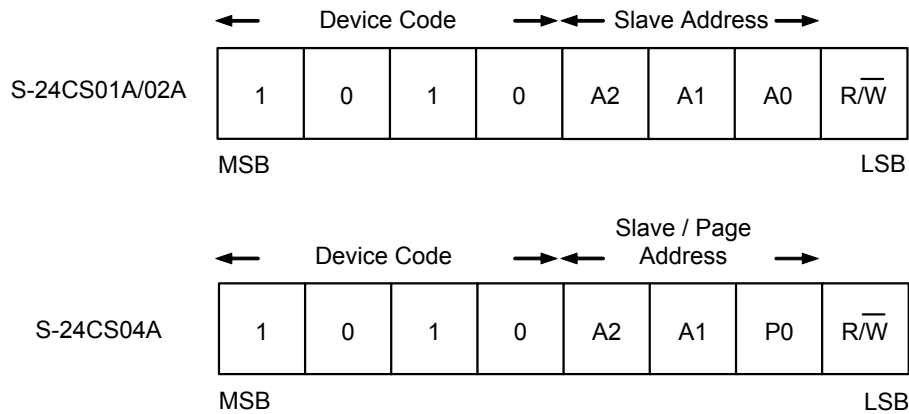 Device Code Slave Address
S-24CS01A/02A 1 0 1 0 A2 A1 A0 R/W̅
MSB LSB
Slave / Page
Device Code Address
S-24CS04A 1 0 1 0 A2 A1 P0 R/W̅
MSB LSB